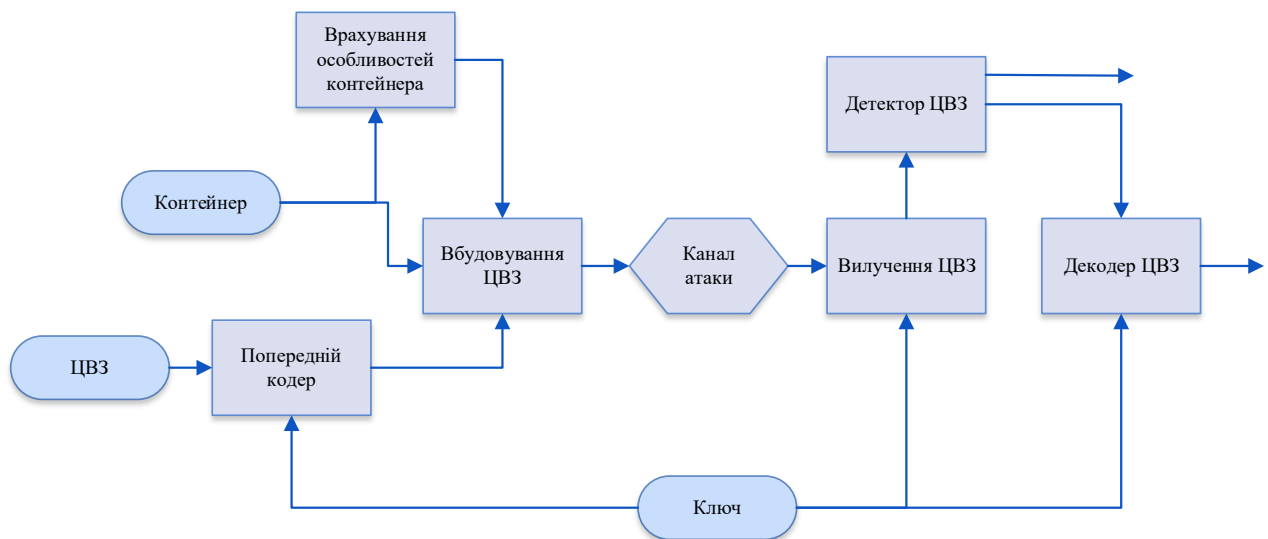 Врахування
особливостей
контейнера
Детектор ЦВЗ
Контейнер
Вбудовування
ЦВЗ
Канал
атаки
Вилучення ЦВЗ
Декодер ЦВЗ
ЦВЗ
Попередній
кодер
Ключ